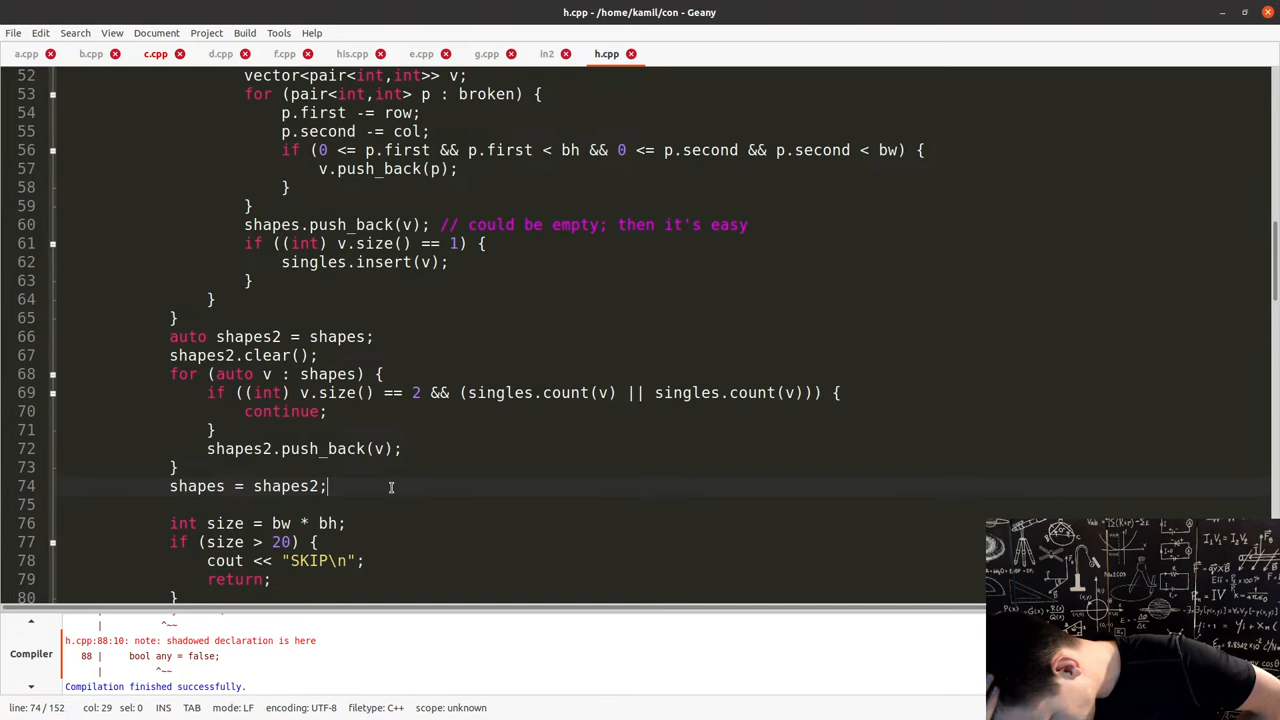 h.cpp - /home/kamil/con - Geany
File Edit Search View Document Project Build Tools Help
a.cpp b.cpp c.cpp d.cpp f.cpp his.cpp e.cpp g.cpp in2 h.cpp
52 vector<pair<int,int>> v;
53 for (pair<int,int> p : broken) {
54 p.first -= row;
55 p.second -= col;
56 if (0 <= p.first && p.first < bh && 0 <= p.second && p.second < bw) {
57 v.push_back(p);
58 }
59 }
60 shapes.push_back(v); // could be empty; then it's easy
61 if ((int) v.size() == 1) {
62 singles.insert(v);
63 }
64 }
65 }
66 auto shapes2 = shapes;
67 shapes2.clear();
68 for (auto v : shapes) {
69 if ((int) v.size() == 2 && (singles.count(v) || singles.count(v))) {
70 continue;
71 }
72 shapes2.push_back(v);
73 }
74 shapes = shapes2;
75
76 int size = bw * bh;
77 if (size > 20) {
78 cout << "SKIP\n";
79 return;
80 }
Compiler
| ^~~
h.cpp:88:10: note: shadowed declaration is here
88 | bool any = false;
| ^~~
Compilation finished successfully.
line: 74 / 152 col: 29 sel: 0 INS TAB mode: LF encoding: UTF-8 filetype: C++ scope: unknown